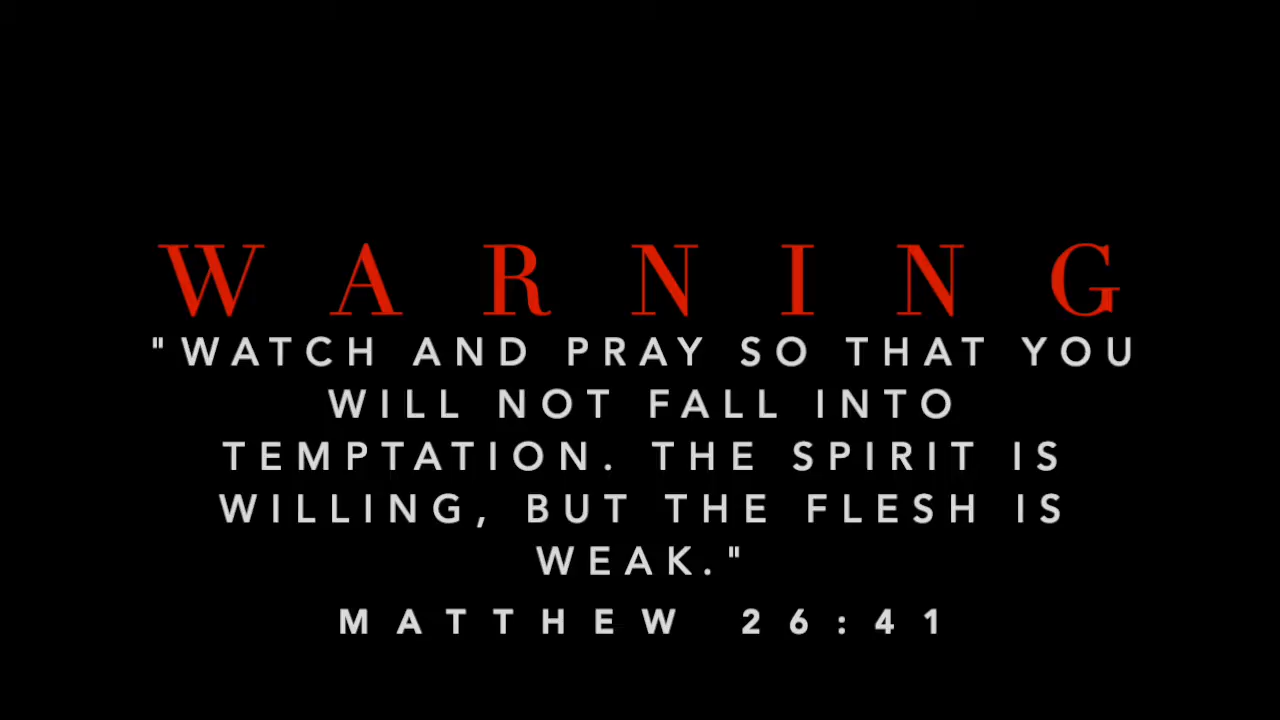 WARNING
"WATCH AND PRAY SO THAT YOU
WILL NOT FALL INTO
TEMPTATION. THE SPIRIT IS
WILLING, BUT THE FLESH IS
WEAK."
MATTHEW 26:41